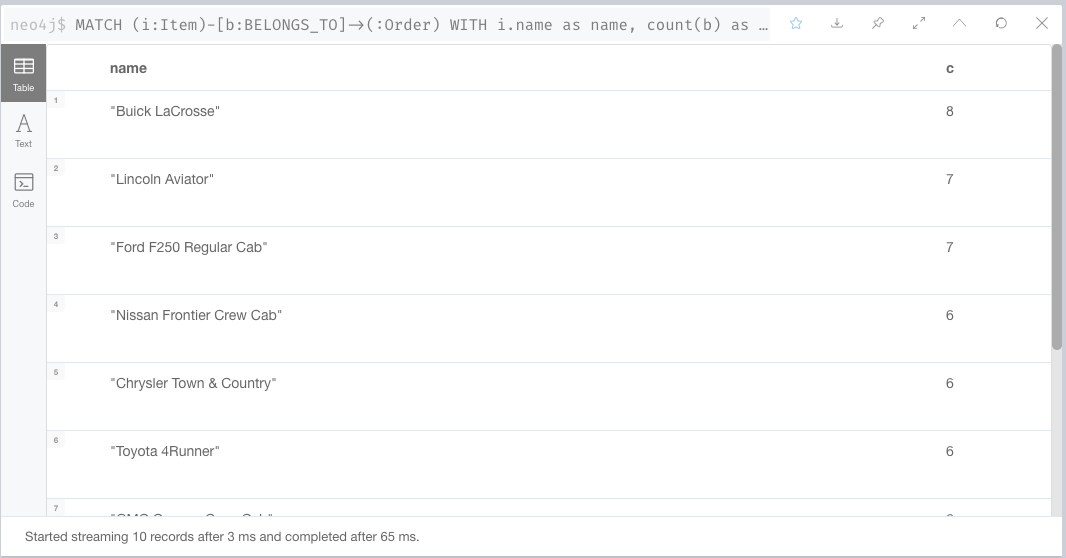 neo4j$ MATCH (i:Item)-[b:BELONGS_TO]->(:Order) WITH i.name as name, count(b) as …
Table
Text
Code
name c
1 "Buick LaCrosse" 8
2 "Lincoln Aviator" 7
3 "Ford F250 Regular Cab" 7
4 "Nissan Frontier Crew Cab" 6
5 "Chrysler Town & Country" 6
6 "Toyota 4Runner" 6
7
Started streaming 10 records after 3 ms and completed after 65 ms.